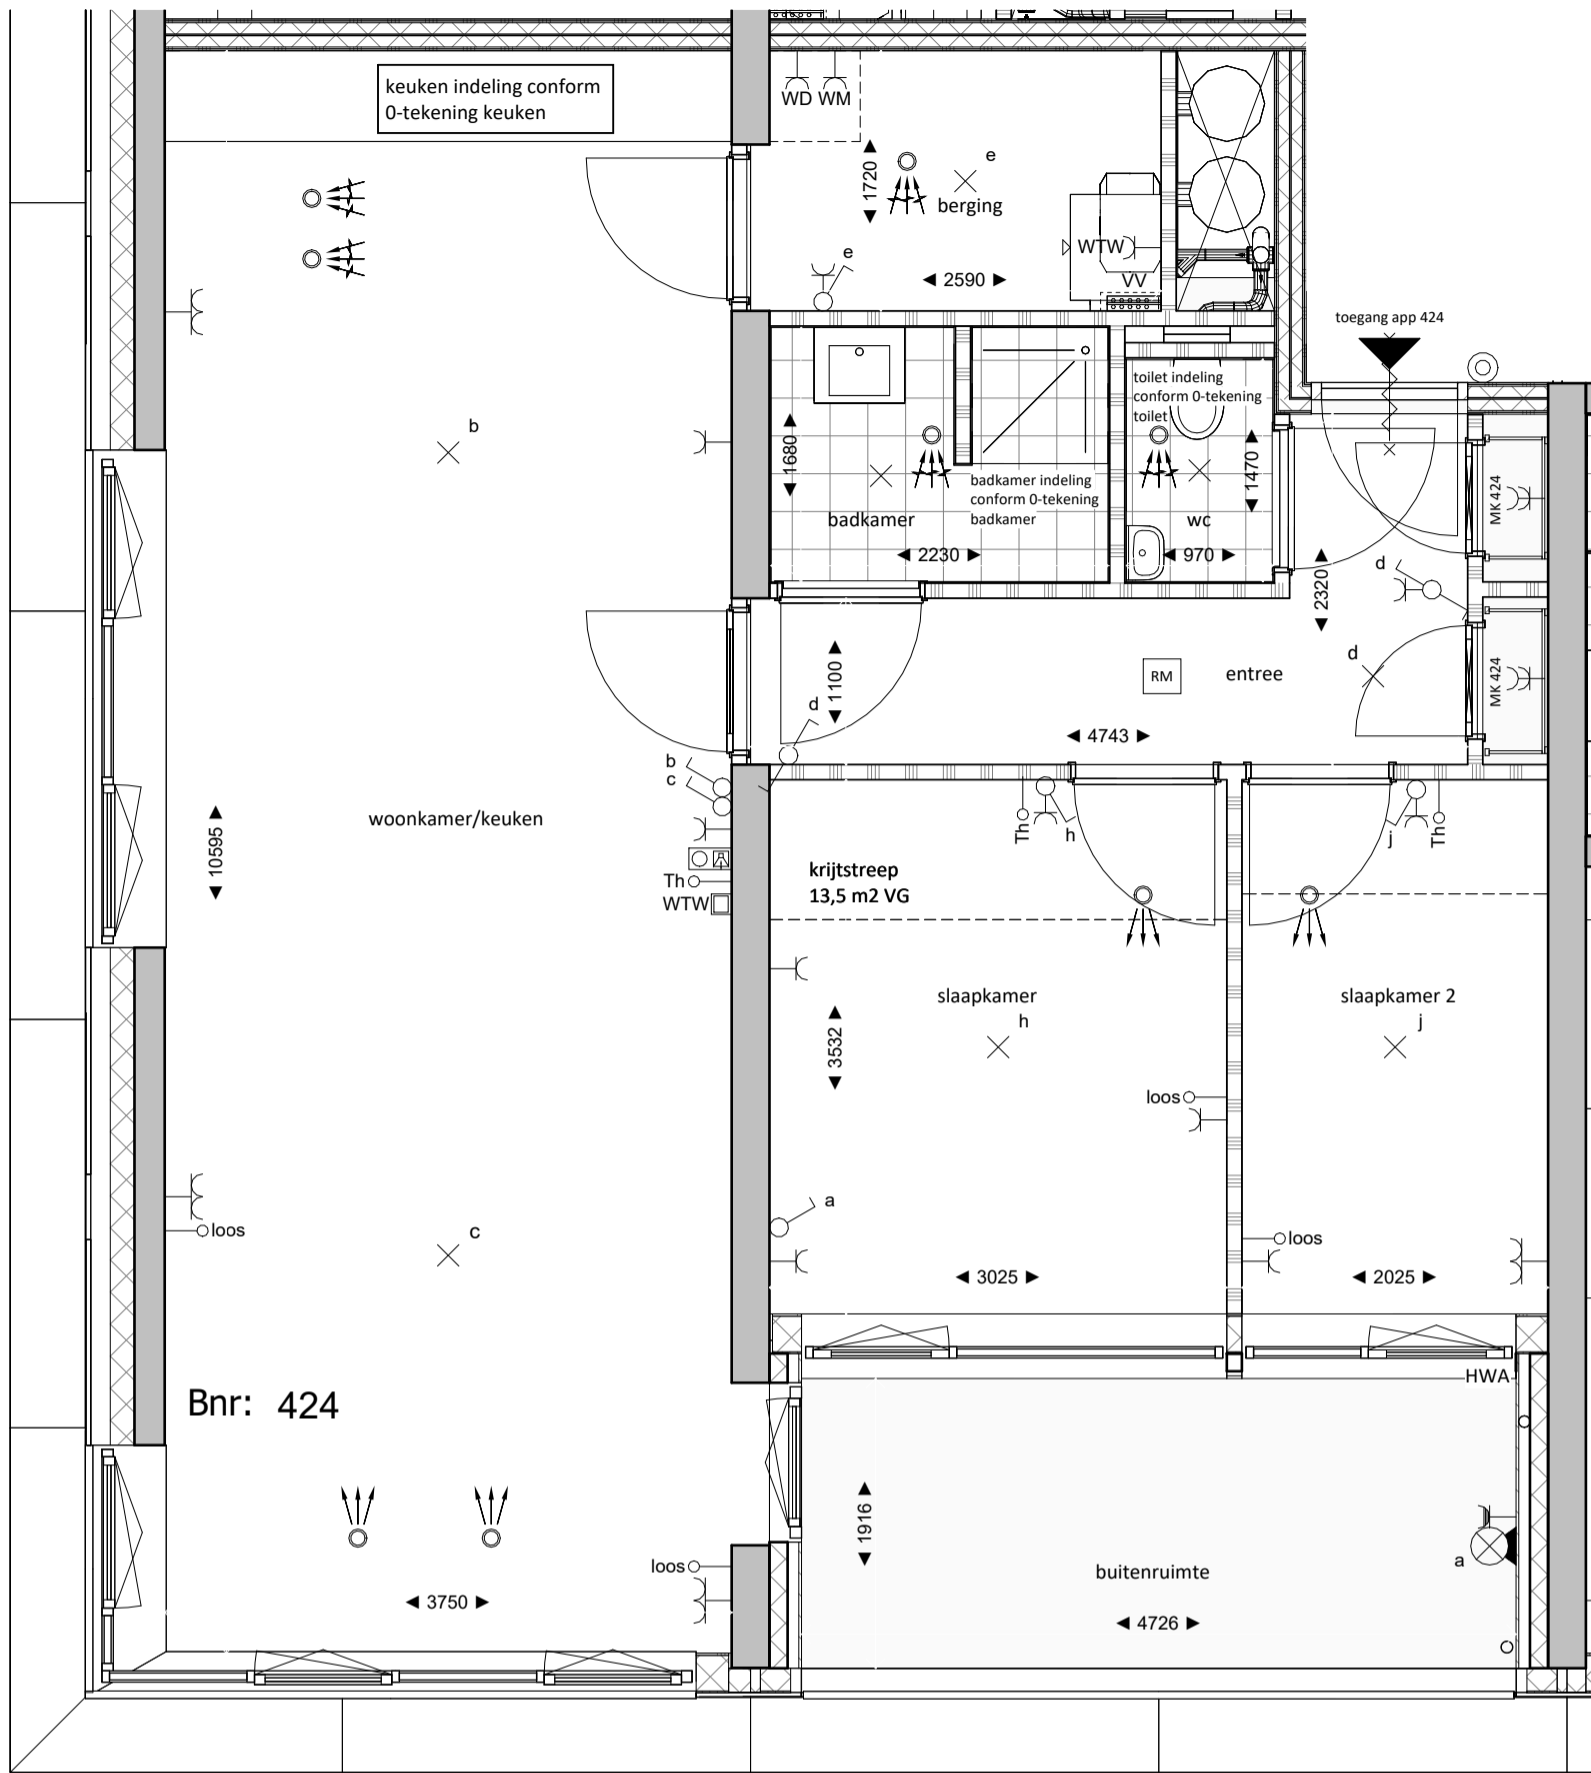 keuken indeling conform
0-tekening keuken
WD WM
1720
e
berging
WTW
e
2590
VV
toegang app 424
toilet indeling
conform 0-tekening
toilet
b
1680
1470
badkamer indeling
conform 0-tekening
badkamer
badkamer
wc
2230
970
MK 424
d
2320
1100
RM
entree
d
MK 424
d
4743
b
c
woonkamer/keuken
10595
Th
h
j
Th
krijtstreep
13,5 m2 VG
Th
WTW
slaapkamer
h
slaapkamer 2
j
3532
loos
a
loos
c
loos
3025
2025
HWA
Bnr: 424
1916
a
loos
buitenruimte
3750
4726